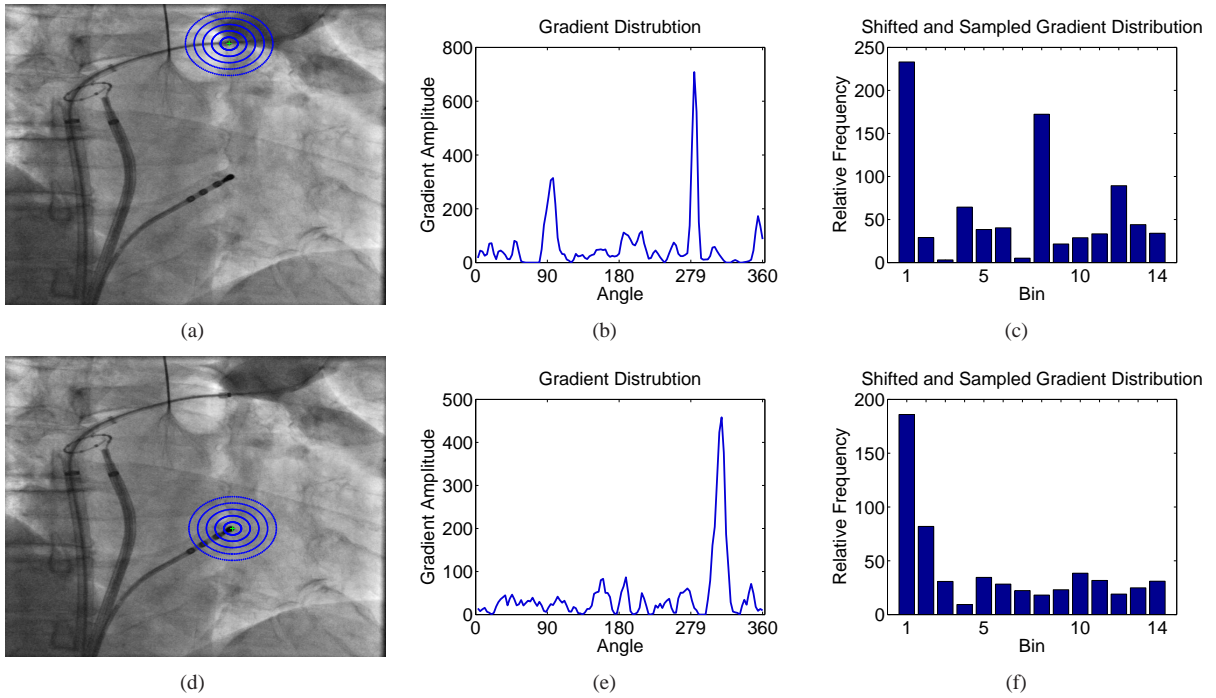 Gradient Distrubtion
800
600
400
200
0
Gradient Amplitude
0 90 180 279 360
Angle
Shifted and Sampled Gradient Distribution
250
200
150
100
50
0
Relative Frequency
1 5 10 14
Bin
(a)
(b)
(c)
Gradient Distrubtion
500
400
300
200
100
0
Gradient Amplitude
0 90 180 279 360
Angle
Shifted and Sampled Gradient Distribution
200
150
100
50
0
Relative Frequency
1 5 10 14
Bin
(d)
(e)
(f)